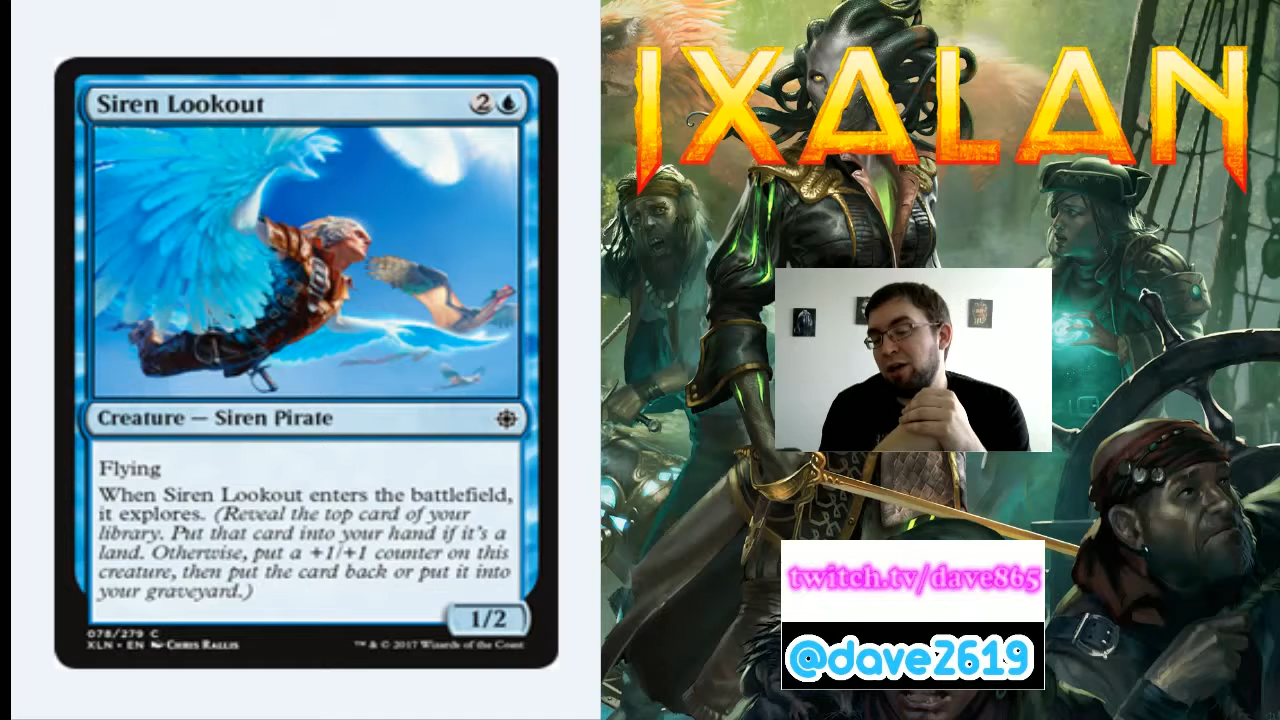 Siren Lookout
2
Creature — Siren Pirate
Flying
When Siren Lookout enters the battlefield,
it explores. (Reveal the top card of your
library. Put that card into your hand if it's a
land. Otherwise, put a +1/+1 counter on this
creature, then put the card back or put it into
your graveyard.)
1/2
078/279 C
XLN • EN Chris Rallis
™ & © 2017 Wizards of the Coast
IXALAN
twitch.tv/dave865
@dave2619